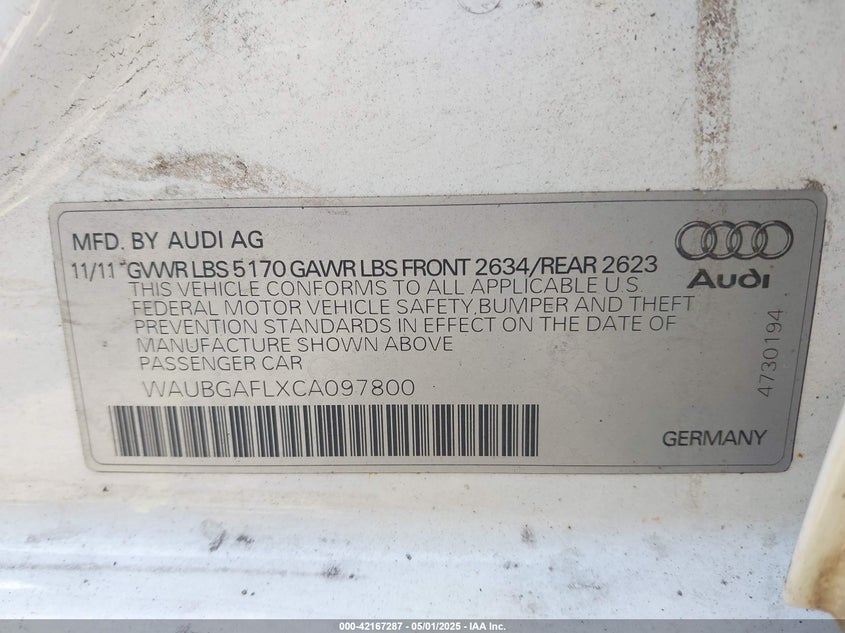 MFD. BY AUDI AG
11/11 GVWR LBS 5170 GAWR LBS FRONT 2634/REAR 2623
THIS VEHICLE CONFORMS TO ALL APPLICABLE U.S.
FEDERAL MOTOR VEHICLE SAFETY,BUMPER AND THEFT
PREVENTION STANDARDS IN EFFECT ON THE DATE OF
MANUFACTURE SHOWN ABOVE
PASSENGER CAR
WAUBGAFLXCA097800
Audi
4730194
GERMANY
000-42167287 - 05/01/2025 - IAA Inc.